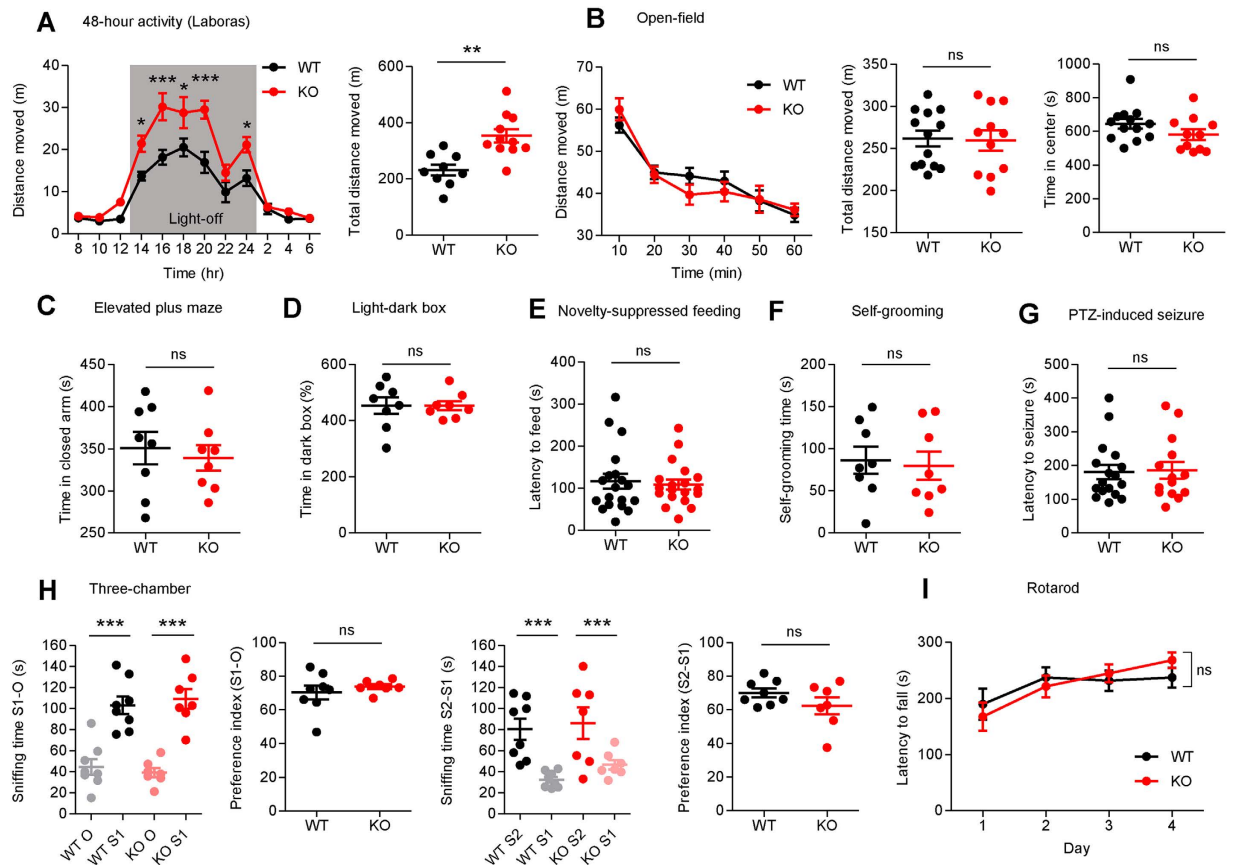 A 48-hour activity (Laboras)
Distance moved (m)
40
30
20
10
0
* *** * *** *
WT
KO
Light-off
8 10 12 14 16 18 20 22 24 2 4 6
Time (hr)
Total distance moved (m)
600
400
200
0
**
WT KO
B Open-field
Distance moved (m)
70
60
50
40
30
WT
KO
10 20 30 40 50 60
Time (min)
Total distance moved (m)
350
300
250
200
150
ns
WT KO
Time in center (s)
1000
800
600
400
200
0
ns
WT KO
C Elevated plus maze
Time in closed arm (s)
450
400
350
300
250
ns
WT KO
D Light-dark box
Time in dark box (%)
600
400
200
0
ns
WT KO
E Novelty-suppressed feeding
Latency to feed (s)
400
300
200
100
0
ns
WT KO
F Self-grooming
Self-grooming time (s)
200
150
100
50
0
ns
WT KO
G PTZ-induced seizure
Latency to seizure (s)
500
400
300
200
100
0
ns
WT KO
H Three-chamber
Sniffing time S1-O (s)
160
140
120
100
80
60
40
20
0
*** ***
WT O WT S1 KO O KO S1
Preference index (S1-O)
100
80
60
40
20
0
ns
WT KO
Sniffing time S2-S1 (s)
160
140
120
100
80
60
40
20
0
*** ***
WT S2 WT S1 KO S2 KO S1
Preference index (S2-S1)
100
80
60
40
20
0
ns
WT KO
I Rotarod
Latency to fall (s)
300
200
100
0
ns
WT
KO
1 2 3 4
Day